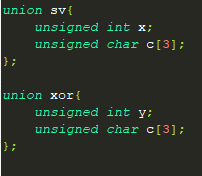 union sv{
    unsigned int x;
    unsigned char c[3];
};

union xor{
    unsigned int y;
    unsigned char c[3];
};